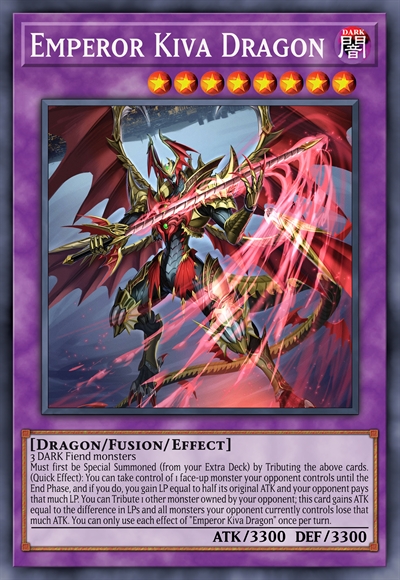 EMPEROR KIVA DRAGON
DARK
闇
[DRAGON/FUSION/EFFECT]
3 DARK Fiend monsters
Must first be Special Summoned (from your Extra Deck) by Tributing the above cards.
(Quick Effect): You can take control of 1 face-up monster your opponent controls until the
End Phase, and if you do, you gain LP equal to half its original ATK and your opponent pays
that much LP. You can Tribute 1 other monster owned by your opponent; this card gains ATK
equal to the difference in LPs and all monsters your opponent currently controls lose that
much ATK. You can only use each effect of "Emperor Kiva Dragon" once per turn.
ATK/3300 DEF/3300